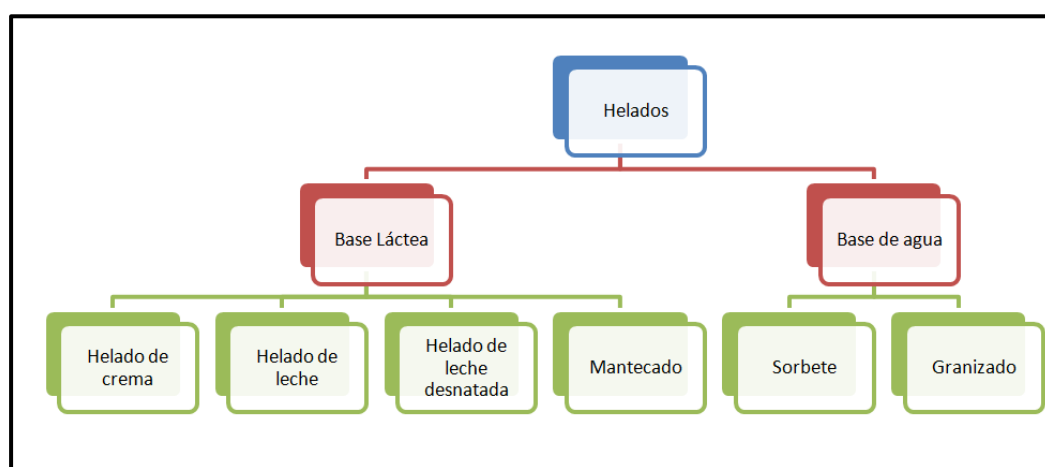 Helados
Base Láctea
Base de agua
Helado de
crema
Helado de
leche
Helado de
leche
desnatada
Mantecado
Sorbete
Granizado